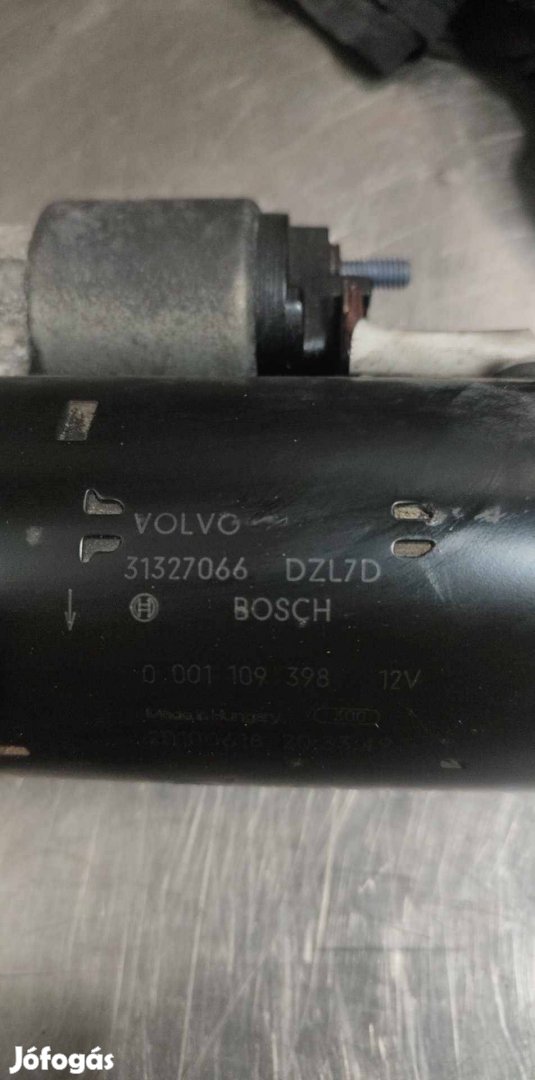 VOLVO
31327066 DZL7D
BOSCH
0 001 109 398 12V
Made in Hungary
Jófogás